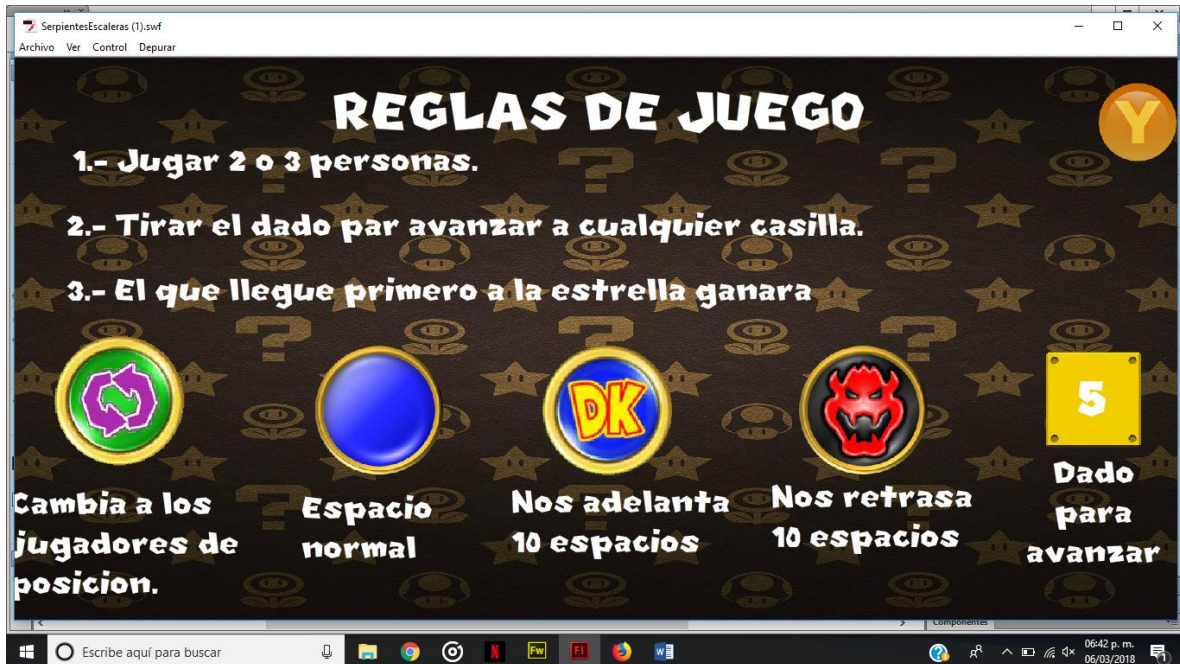 SerpientesEscaleras (1).swf
Archivo Ver Control Depurar
REGLAS DE JUEGO
Y
1.- Jugar 2 o 3 personas.
2.- Tirar el dado par avanzar a cualquier casilla.
3.- El que llegue primero a la estrella ganara
DK
5
Cambia a los
jugadores de
posicion.
Espacio
normal
Nos adelanta
10 espacios
Nos retrasa
10 espacios
Dado
para
avanzar
Componentes
Escribe aquí para buscar
N
Fw
Fl
06:42 p. m.
06/03/2018